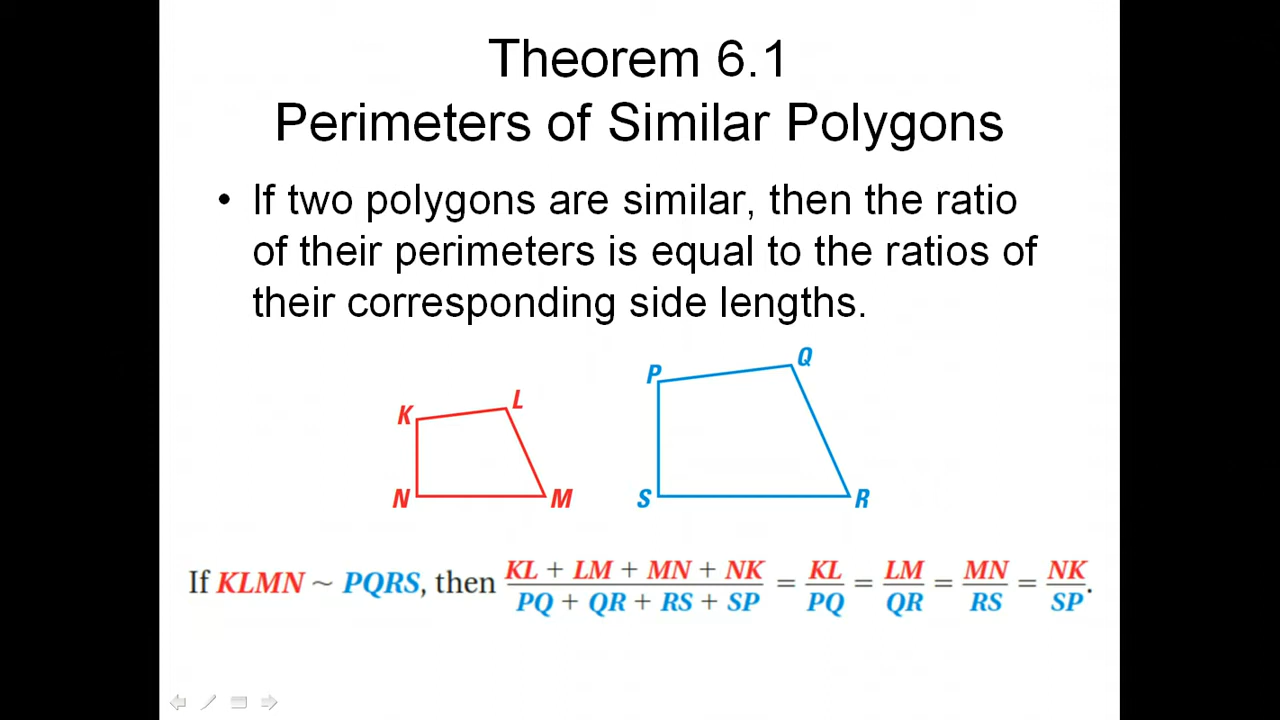 Theorem 6.1
Perimeters of Similar Polygons
• If two polygons are similar, then the ratio
of their perimeters is equal to the ratios of
their corresponding side lengths.
K
L
N
M
P
Q
S
R
If KLMN ~ PQRS, then (KL + LM + MN + NK)/(PQ + QR + RS + SP) = KL/PQ = LM/QR = MN/RS = NK/SP.